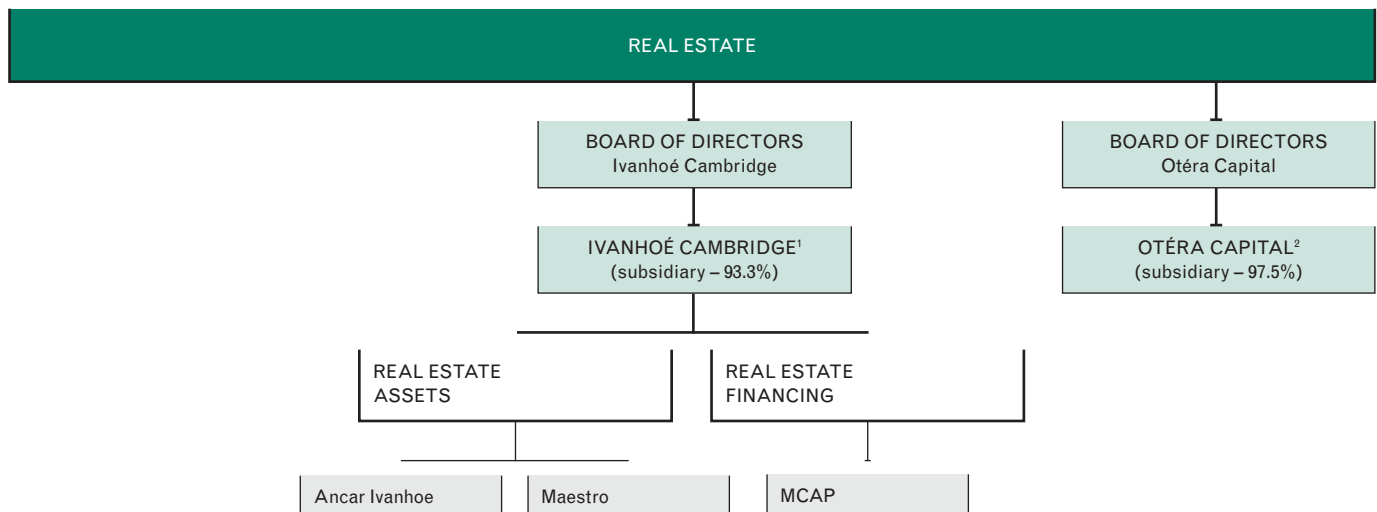 REAL ESTATE
BOARD OF DIRECTORS
Ivanhoé Cambridge
BOARD OF DIRECTORS
Otéra Capital
IVANHOÉ CAMBRIDGE¹
(subsidiary – 93.3%)
OTÉRA CAPITAL²
(subsidiary – 97.5%)
REAL ESTATE
ASSETS
REAL ESTATE
FINANCING
Ancar Ivanhoe
Maestro
MCAP